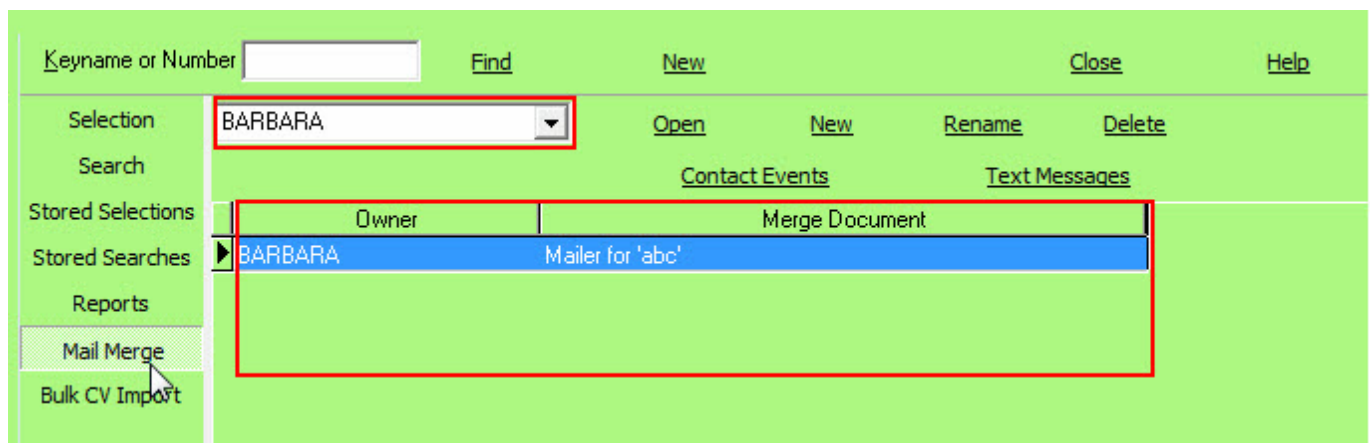 Keyname or Number Find New Close Help
Selection BARBARA Open New Rename Delete
Search Contact Events Text Messages
Stored Selections Owner Merge Document
Stored Searches BARBARA Mailer for 'abc'
Reports
Mail Merge
Bulk CV Import